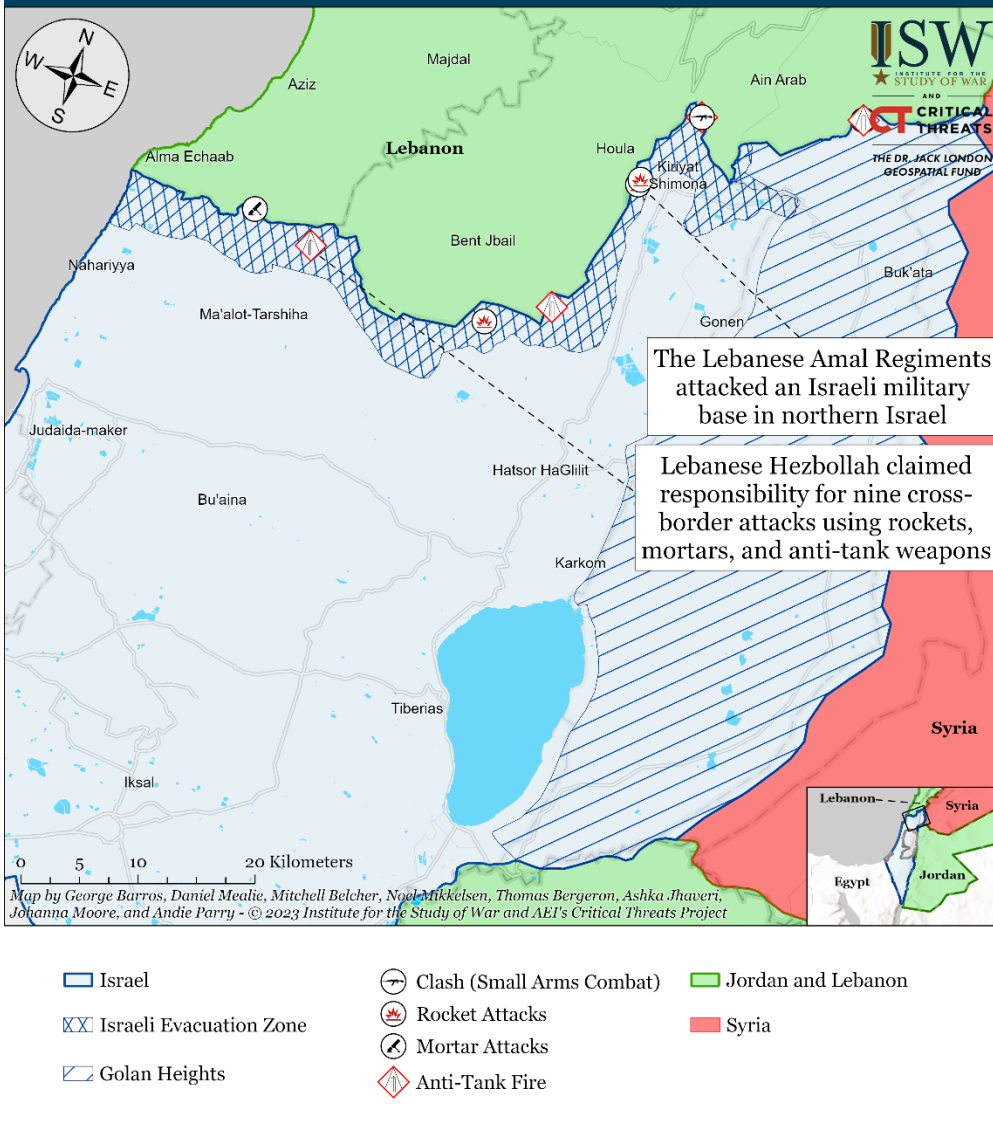 N
W
E
S
ISW
INSTITUTE FOR THE
STUDY OF WAR
AND
CT CRITICAL
THREATS
THE DR. JACK LONDON
GEOSPATIAL FUND
Majdal
Aziz
Ain Arab
Alma Echaab
Lebanon
Houla
Kiriyat
Shimona
Bent Jbail
Nahariyya
Buk'ata
Ma'alot-Tarshiha
Gonen
The Lebanese Amal Regiments
attacked an Israeli military
base in northern Israel
Judaida-maker
Lebanese Hezbollah claimed
responsibility for nine cross-
border attacks using rockets,
mortars, and anti-tank weapons
Hatsor HaGlilit
Bu'aina
Karkom
Tiberias
Syria
Iksal
Lebanon
Syria
Egypt
Jordan
0 5 10 20 Kilometers
Map by George Barros, Daniel Mealie, Mitchell Belcher, Noel Mikkelsen, Thomas Bergeron, Ashka Jhaveri,
Johanna Moore, and Andie Parry - © 2023 Institute for the Study of War and AEI's Critical Threats Project
Israel
Israeli Evacuation Zone
Golan Heights
Clash (Small Arms Combat)
Rocket Attacks
Mortar Attacks
Anti-Tank Fire
Jordan and Lebanon
Syria